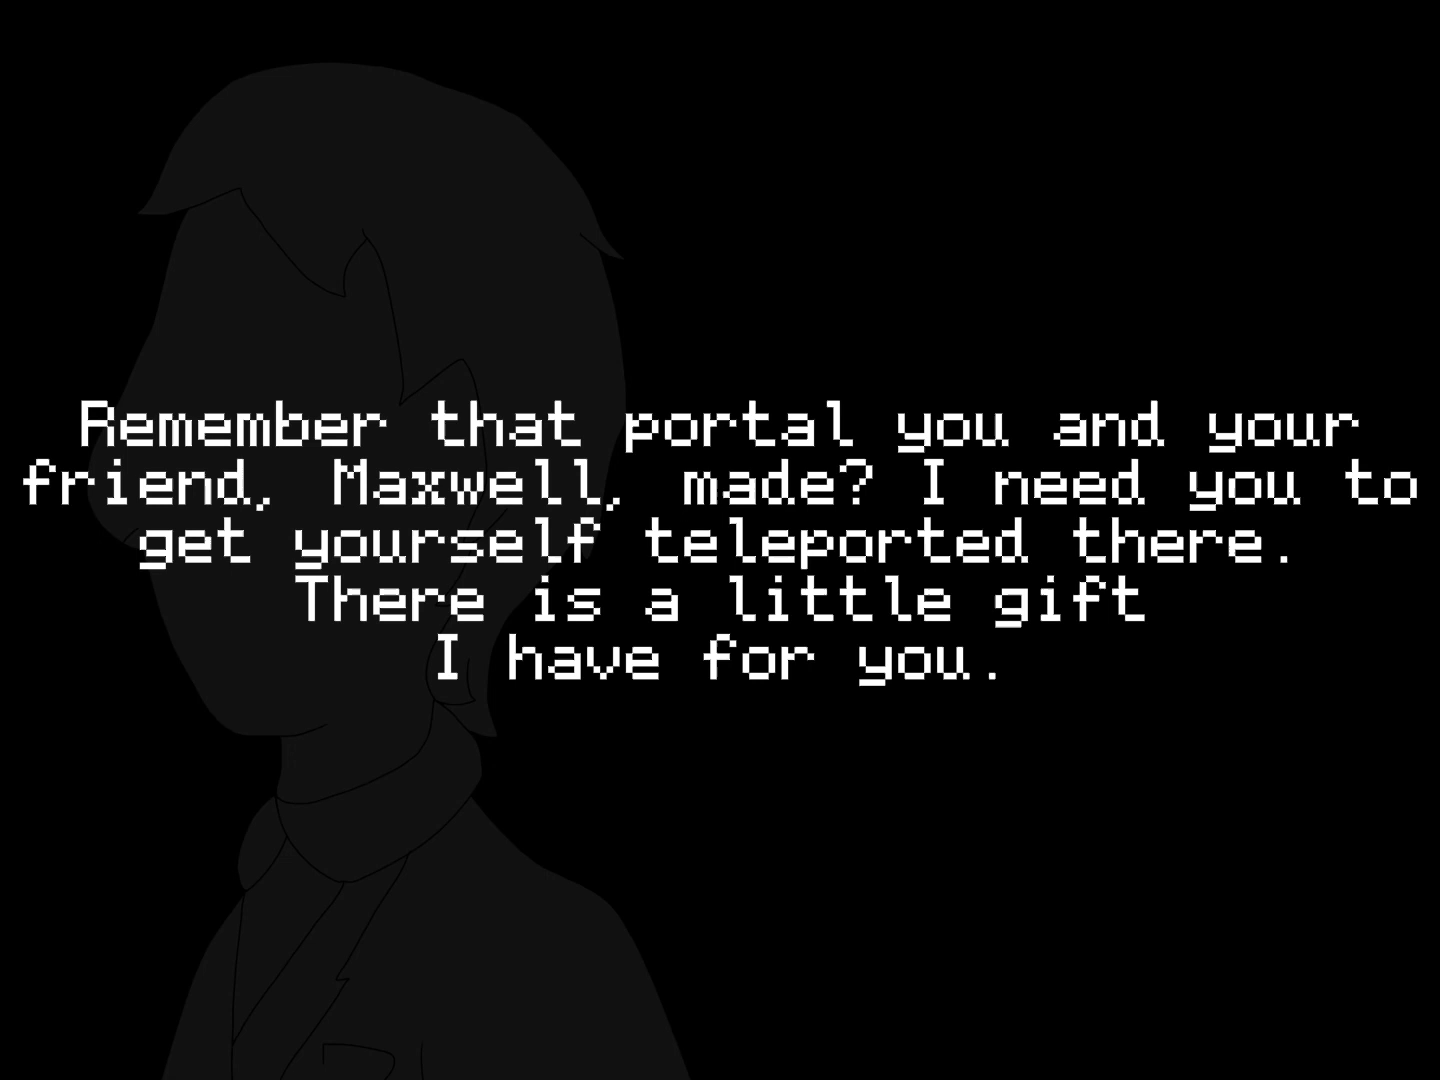 Remember that portal you and your
friend, Maxwell, made? I need you to
get yourself teleported there.
There is a little gift
I have for you.